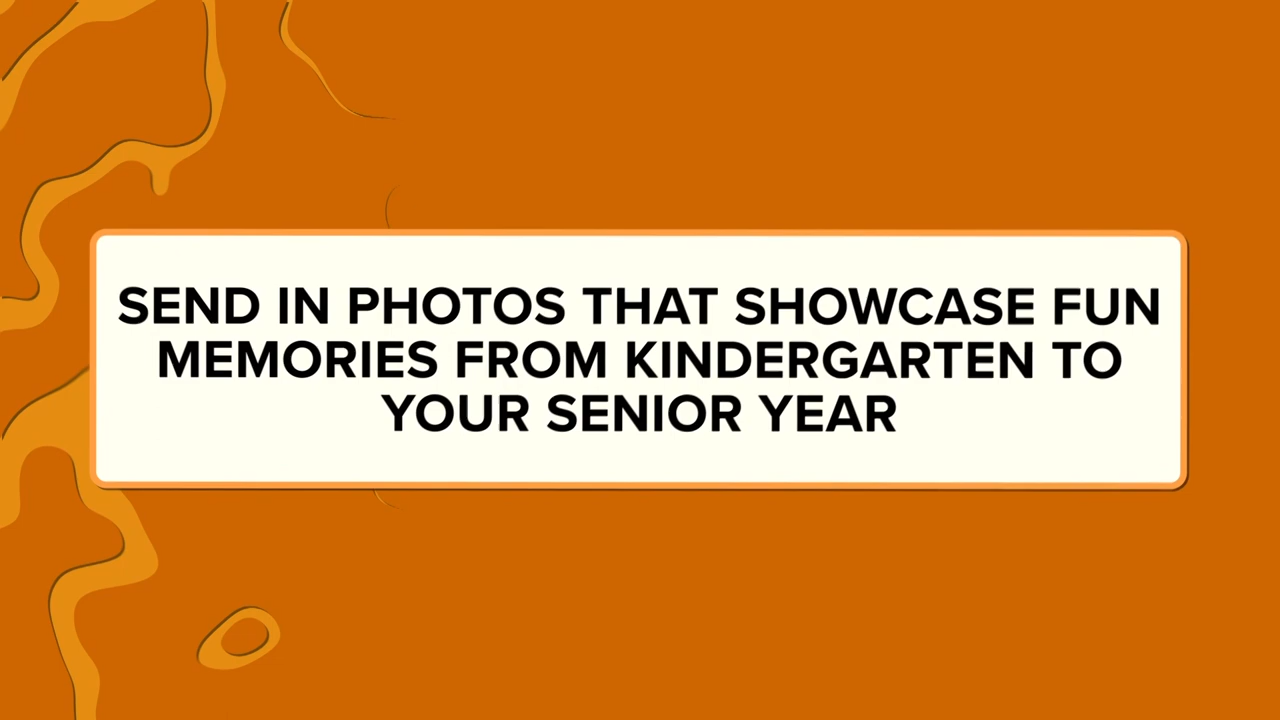 SEND IN PHOTOS THAT SHOWCASE FUN
MEMORIES FROM KINDERGARTEN TO
YOUR SENIOR YEAR